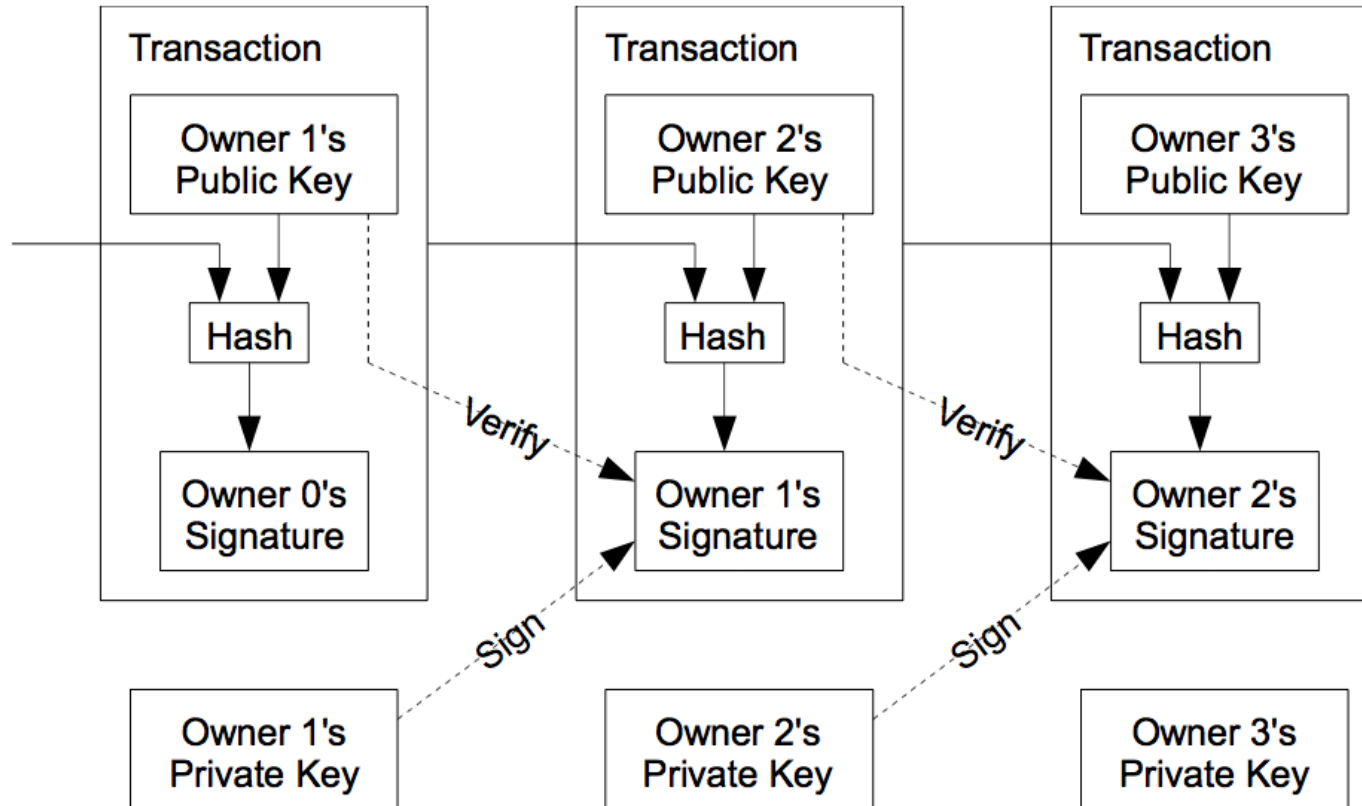 Transaction
Transaction
Transaction
Owner 1's
Public Key
Owner 2's
Public Key
Owner 3's
Public Key
Hash
Hash
Hash
Verify
Verify
Owner 0's
Signature
Owner 1's
Signature
Owner 2's
Signature
Sign
Sign
Owner 1's
Private Key
Owner 2's
Private Key
Owner 3's
Private Key